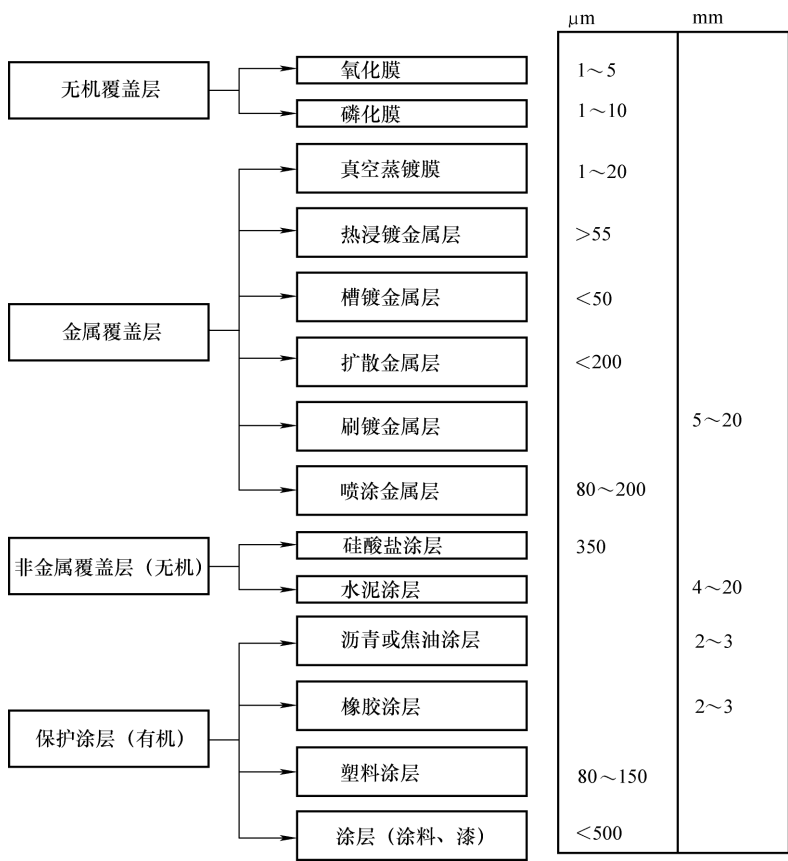 μm mm
无机覆盖层
氧化膜 1～5
磷化膜 1～10
金属覆盖层
真空蒸镀膜 1～20
热浸镀金属层 >55
槽镀金属层 <50
扩散金属层 <200
刷镀金属层 5～20
喷涂金属层 80～200
非金属覆盖层（无机）
硅酸盐涂层 350
水泥涂层 4～20
保护涂层（有机）
沥青或焦油涂层 2～3
橡胶涂层 2～3
塑料涂层 80～150
涂层（涂料、漆） <500